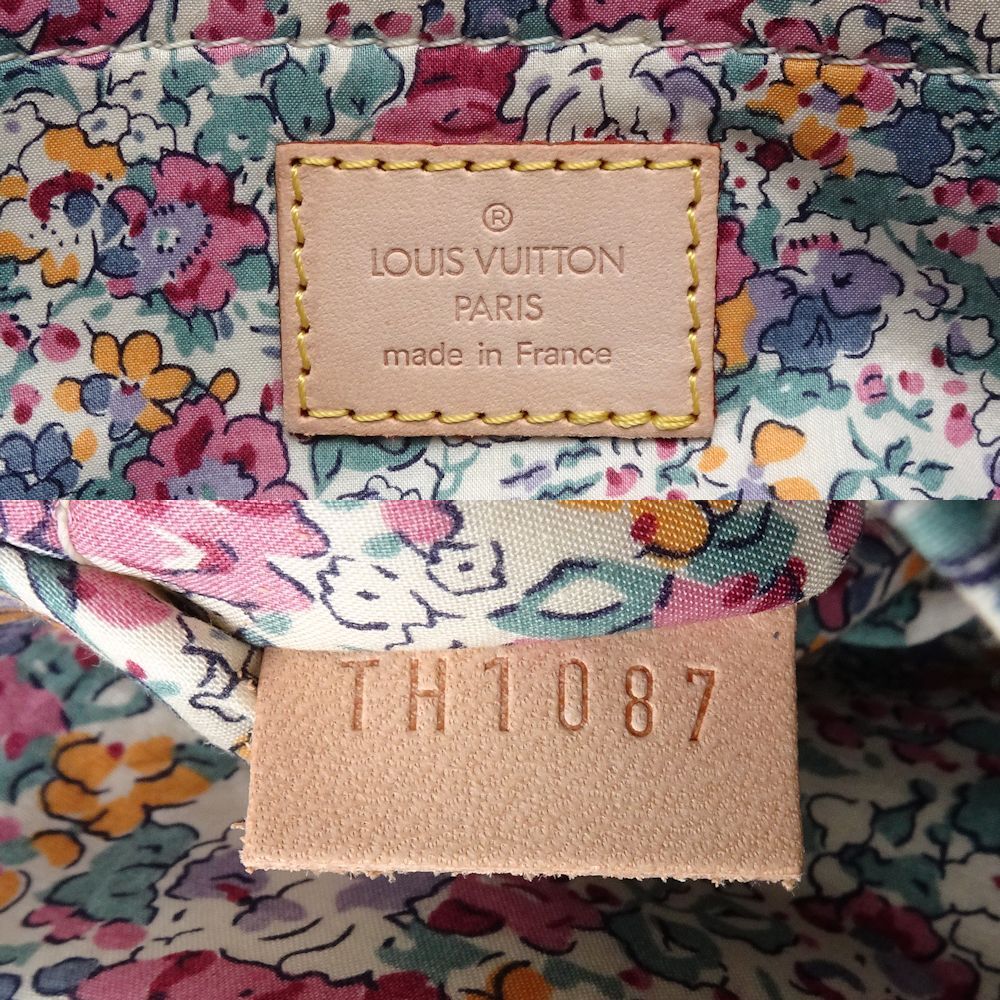 ®
LOUIS VUITTON
PARIS
made in France
TH1087